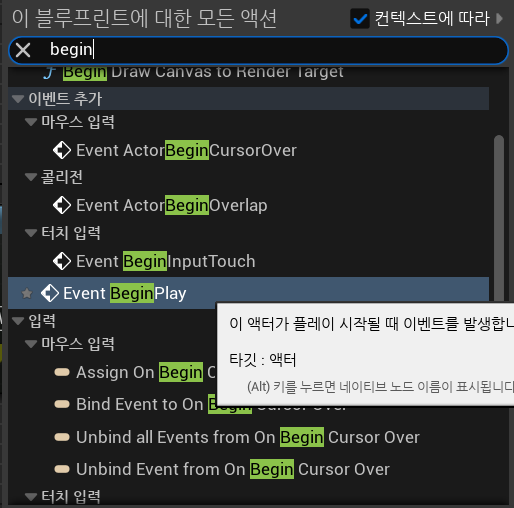 이 블루프린트에 대한 모든 액션 컨텍스트에 따라
begin
f Begin Draw Canvas to Render Target
이벤트 추가
마우스 입력
Event ActorBeginCursorOver
콜리전
Event ActorBeginOverlap
터치 입력
Event BeginInputTouch
Event BeginPlay
이 액터가 플레이 시작될 때 이벤트를 발생합니
입력
타깃 : 액터
마우스 입력
Assign On Begin C
(Alt) 키를 누르면 네이티브 노드 이름이 표시됩니다
Bind Event to On Begin Cursor Over
Unbind all Events from On Begin Cursor Over
Unbind Event from On Begin Cursor Over
터치 입력